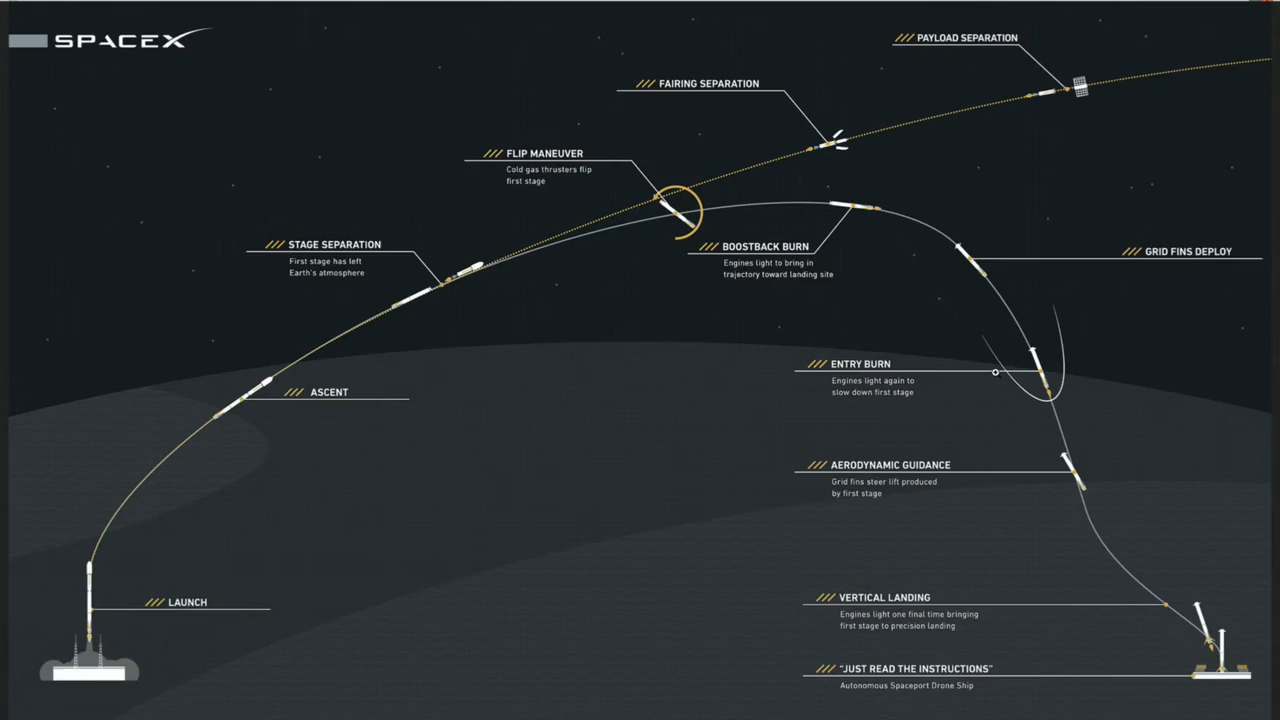 SPACEX
/// PAYLOAD SEPARATION
/// FAIRING SEPARATION
/// FLIP MANEUVER
Cold gas thrusters flip
first stage
/// STAGE SEPARATION
First stage has left
Earth's atmosphere
/// BOOSTBACK BURN
Engines light to bring in
trajectory toward landing site
/// GRID FINS DEPLOY
/// ENTRY BURN
Engines light again to
slow down first stage
/// ASCENT
/// AERODYNAMIC GUIDANCE
Grid fins steer lift produced
by first stage
/// LAUNCH
/// VERTICAL LANDING
Engines light one final time bringing
first stage to precision landing
/// "JUST READ THE INSTRUCTIONS"
Autonomous Spaceport Drone Ship